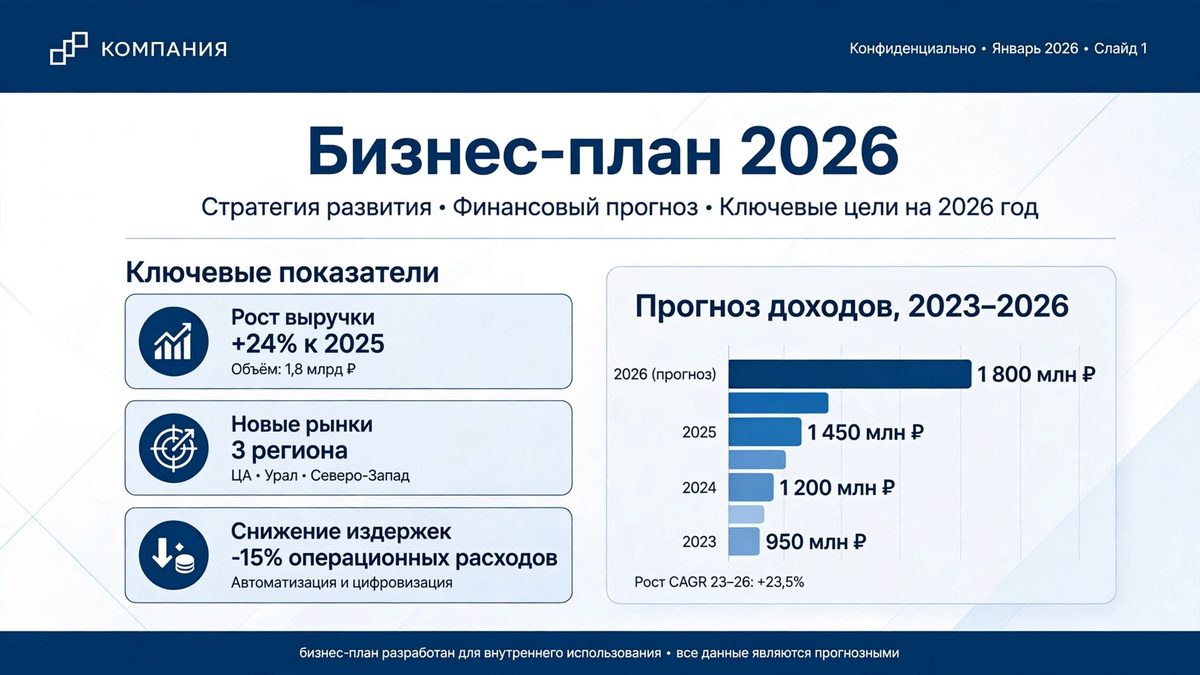 КОМПАНИЯ
Конфиденциально • Январь 2026 • Слайд 1
Бизнес-план 2026
Стратегия развития • Финансовый прогноз • Ключевые цели на 2026 год
Ключевые показатели
Рост выручки
+24% к 2025
Объём: 1,8 млрд ₽
Новые рынки
3 региона
ЦА • Урал • Северо-Запад
Снижение издержек
-15% операционных расходов
Автоматизация и цифровизация
Прогноз доходов, 2023–2026
2026 (прогноз) 1 800 млн ₽
2025 1 450 млн ₽
2024 1 200 млн ₽
2023 950 млн ₽
Рост CAGR 23–26: +23,5%
бизнес-план разработан для внутреннего использования • все данные являются прогнозными